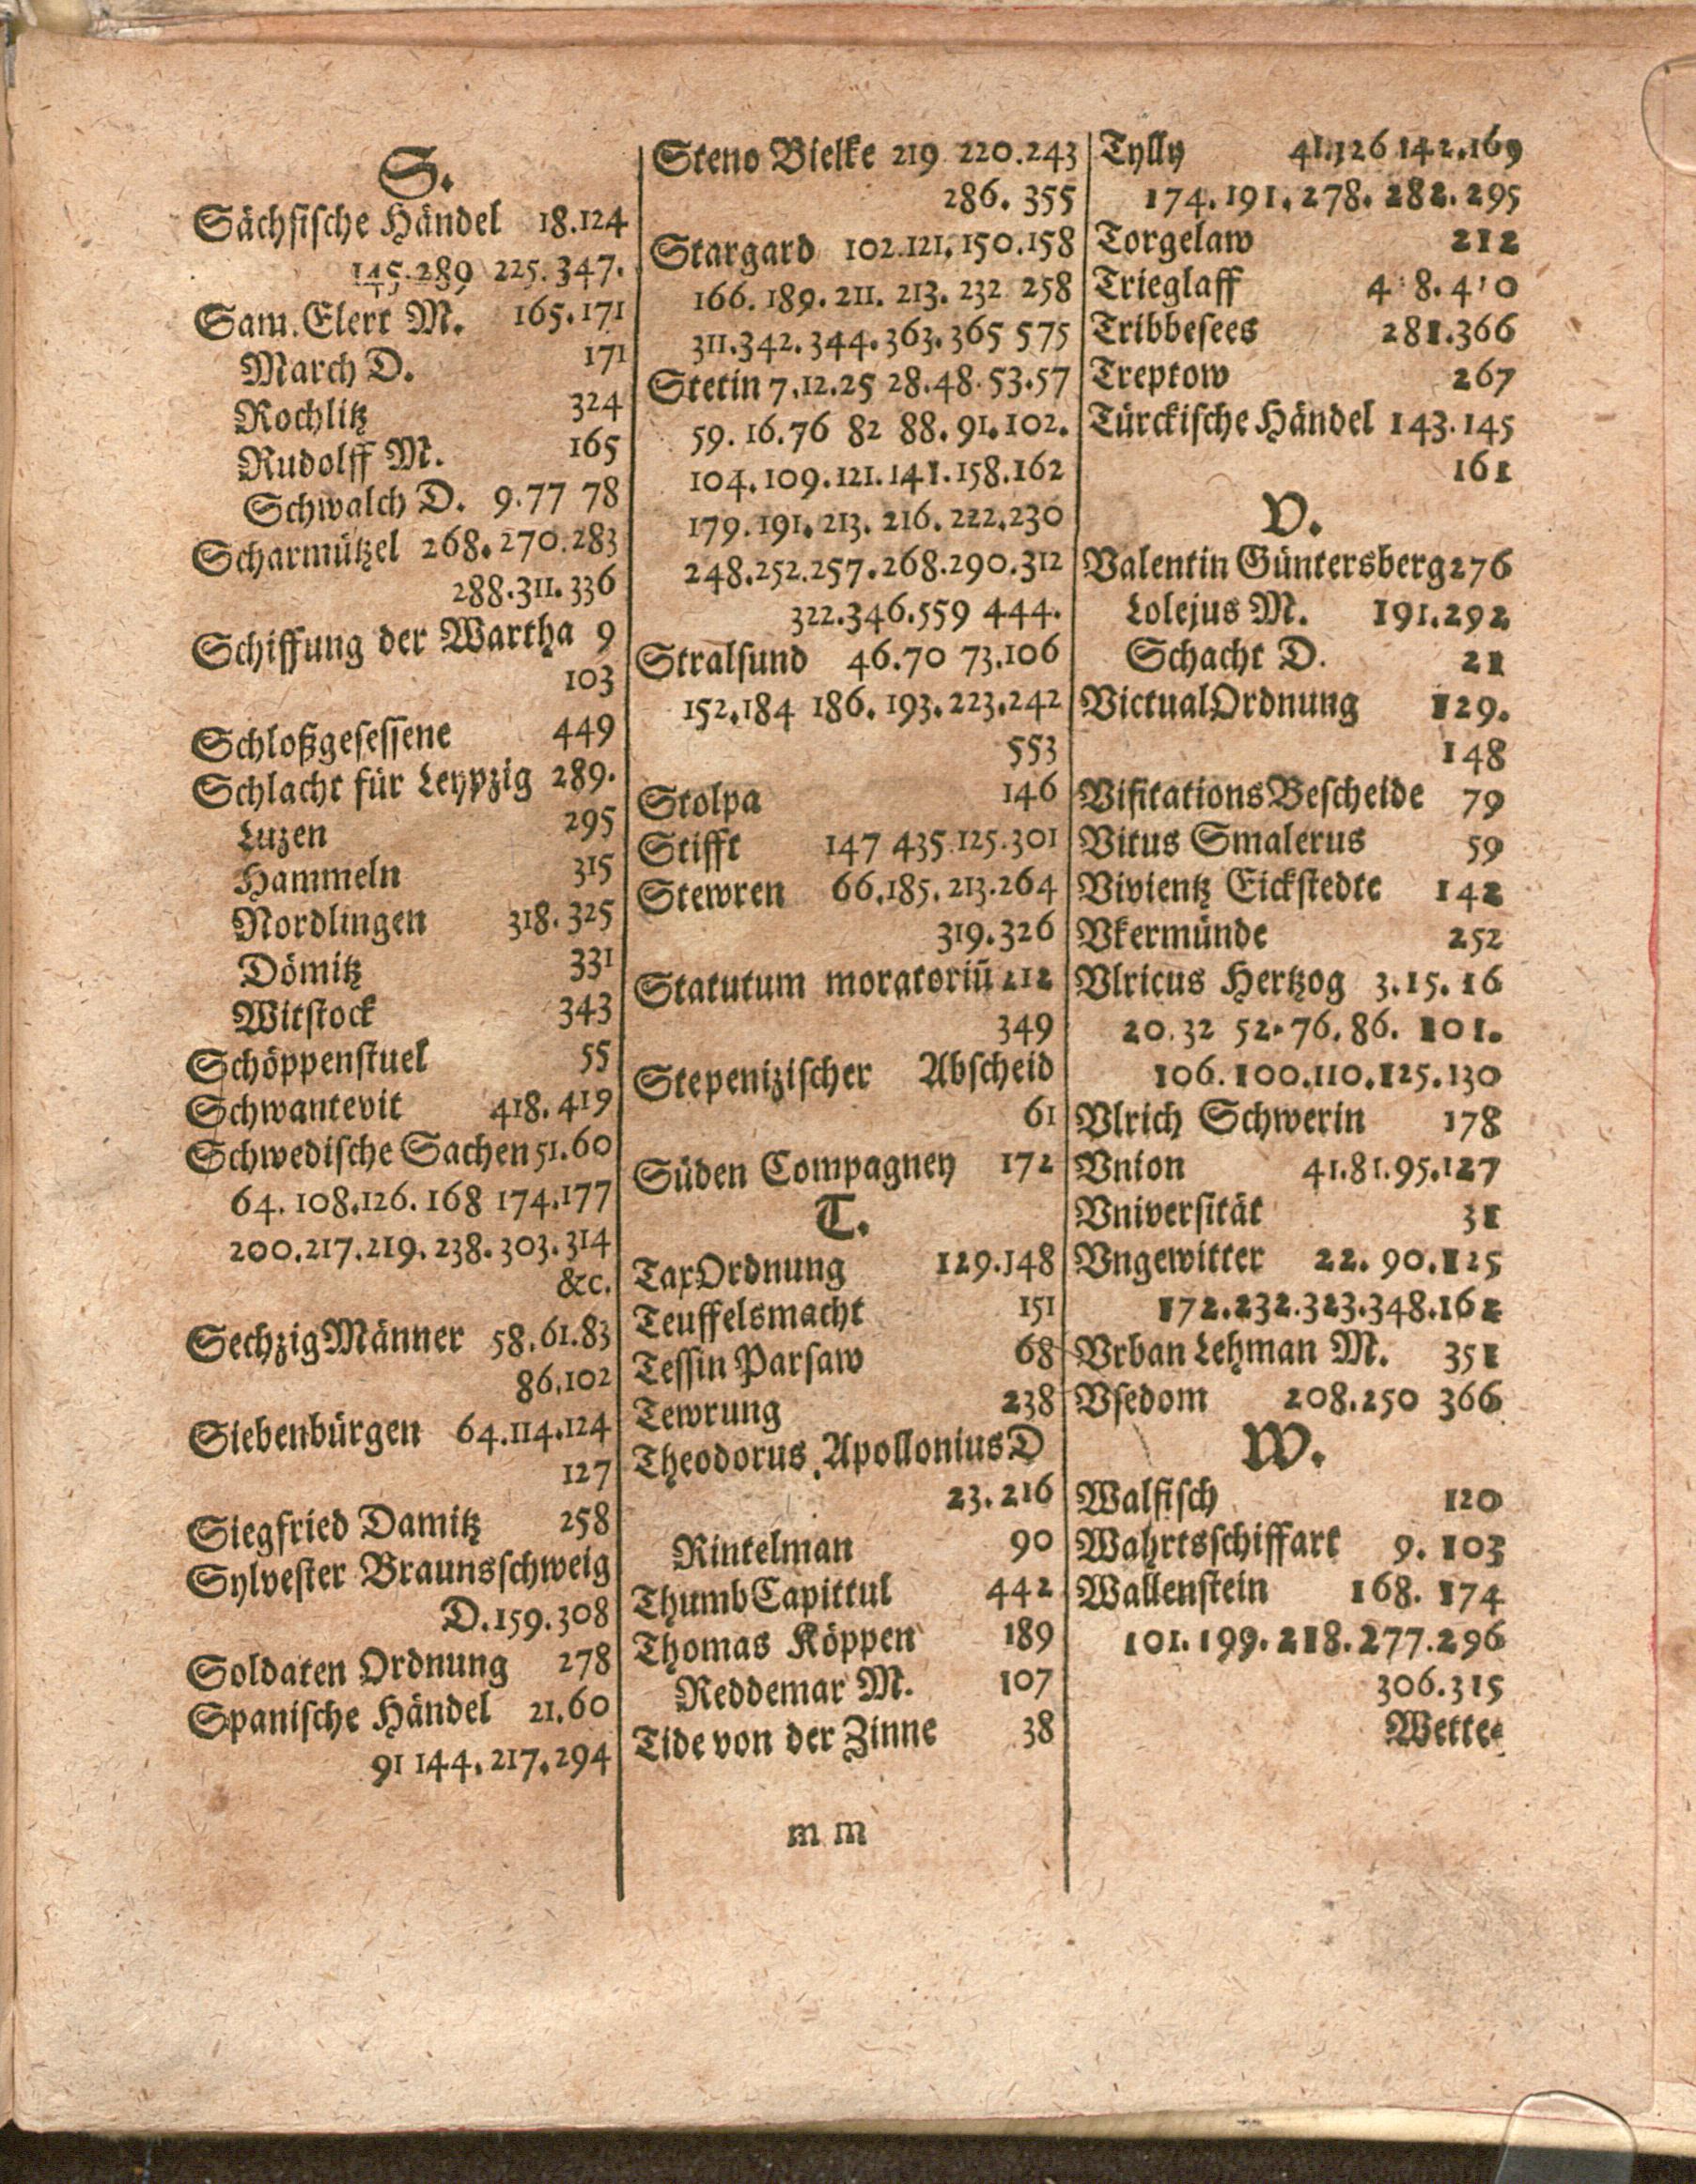 S.
Sächsische Händel 18.124
145.289 225.347.
Sam. Elert M. 165.171
March D. 171
Rochlitz 324
Rudolff M. 165
Schwalch D. 9.77 78
Scharmützel 268.270.283
288.311.336
Schiffung der Wartha 9
103
Schloßgesessene 449
Schlacht für Leypzig 289.
Luzen 295
Hammeln 315
Nordlingen 318.325
Dömitz 331
Witstock 343
Schöppenstuel 55
Schwantevit 418.419
Schwedische Sachen 51.60
64.108.126.168 174.177
200.217.219.238.303.314
&c.
Sechzig Männer 58.61.83
86.102
Siebenbürgen 64.114.124
127
Siegfried Damitz 258
Sylvester Braunsschweig
D.159.308
Soldaten Ordnung 278
Spanische Händel 21.60
91 144.217.294
Steno Bielke 219 220.243
286.355
Stargard 102.121.150.158
166.189.211.213.232 258
311.342.344.363.365 575
Stetin 7.12.25 28.48.53.57
59.16.76 82 88.91.102.
104.109.121.141.158.162
179.191.213.216.222.230
248.252.257.268.290.312
322.346.559 444.
Stralsund 46.70 73.106
152.184 186.193.223.242
553
Stolpa 146
Stifft 147 435.125.301
Stewren 66.185.213.264
319.326
Statutum moratoriū 212
349
Stepenizischer Abscheid
61
Süden Compagney 172
T.
TaxOrdnung 129.148
Teuffelsmacht 151
Tessin Parsaw 68
Tewrung 238
Theodorus Apollonius D
23.216
Rintelman 90
ThumbCapittul 442
Thomas Köppen 189
Reddemar M. 107
Tide von der Zinne 38
m m
Tylly 41.126 142.169
174.191.278.282.295
Torgelaw 212
Trieglaff
Tribbesees 281.366
Treptow 267
Türckische Händel 143.145
161
V.
Valentin Güntersberg 276
Lolejus M. 191.292
Schacht D. 21
VictualOrdnung 129.
148
VisitationsBescheide 79
Vitus Smalerus 59
Vivientz Eickstedte 142
Vkermünde 252
Vlricus Hertzog 3.15.16
20.32 52.76.86.101.
106.100.110.125.130
Vlrich Schwerin 178
Vnion 41.81.95.127
Vniversität 31
Vngewitter 22.90.125
172.232.323.348.162
Vrban Lehman M. 351
Vsedom 208.250 366
W.
Walfisch 120
Wahrtsschiffart 9.103
Wallenstein 168.174
101.199.218.277.296
306.315
Wette-